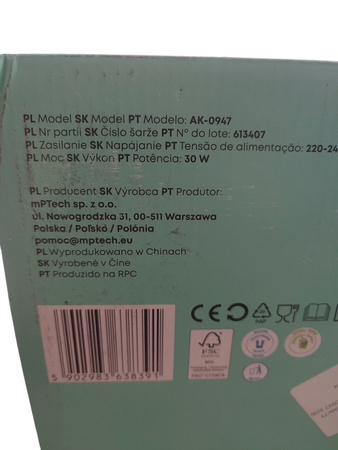 PL Model SK Model PT Modelo: AK-0947
PL Nr partii SK Číslo šarže PT Nº do lote: 613407
PL Zasilanie SK Napájanie PT Tensão de alimentação: 220-24
PL Moc SK Výkon PT Potência: 30 W
PL Producent SK Výrobca PT Produtor:
mPTech sp. z o.o.
ul. Nowogrodzka 31, 00-511 Warszawa
Polska / Poľskó / Polónia
pomoc@mptech.eu
PL Wyprodukowano w Chinach
SK Vyrobené v Číne
PT Produzido na RPC
CE
PAP
FSC
5 902983 638391